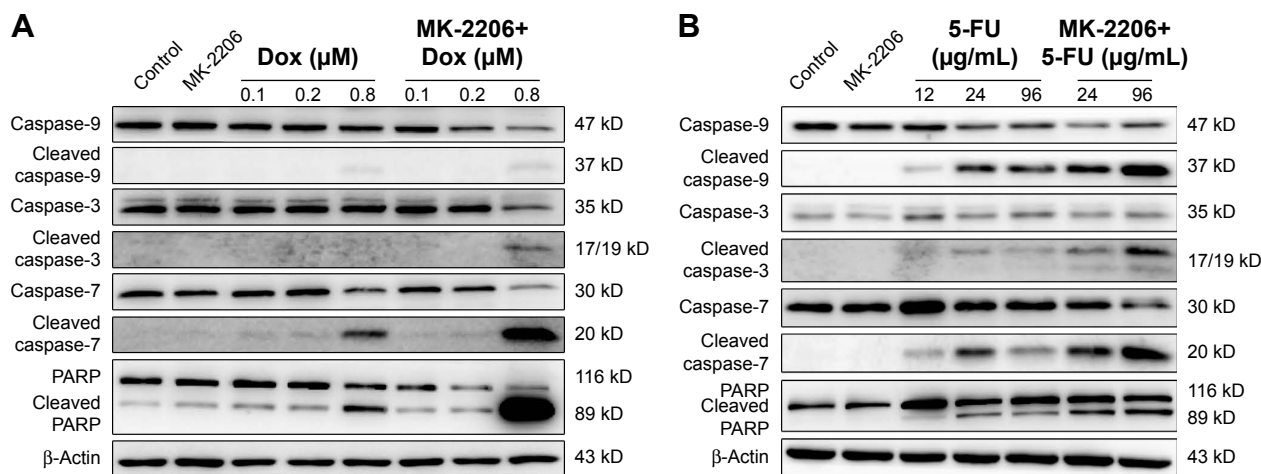 A
Control
MK-2206
Dox (μM)
MK-2206+
Dox (μM)
0.1 0.2 0.8 0.1 0.2 0.8
Caspase-9 47 kD
Cleaved
caspase-9 37 kD
Caspase-3 35 kD
Cleaved
caspase-3 17/19 kD
Caspase-7 30 kD
Cleaved
caspase-7 20 kD
PARP 116 kD
Cleaved
PARP 89 kD
β-Actin 43 kD
B
Control
MK-2206
5-FU
(μg/mL)
MK-2206+
5-FU (μg/mL)
12 24 96 24 96
Caspase-9 47 kD
Cleaved
caspase-9 37 kD
Caspase-3 35 kD
Cleaved
caspase-3 17/19 kD
Caspase-7 30 kD
Cleaved
caspase-7 20 kD
PARP 116 kD
Cleaved
PARP 89 kD
β-Actin 43 kD